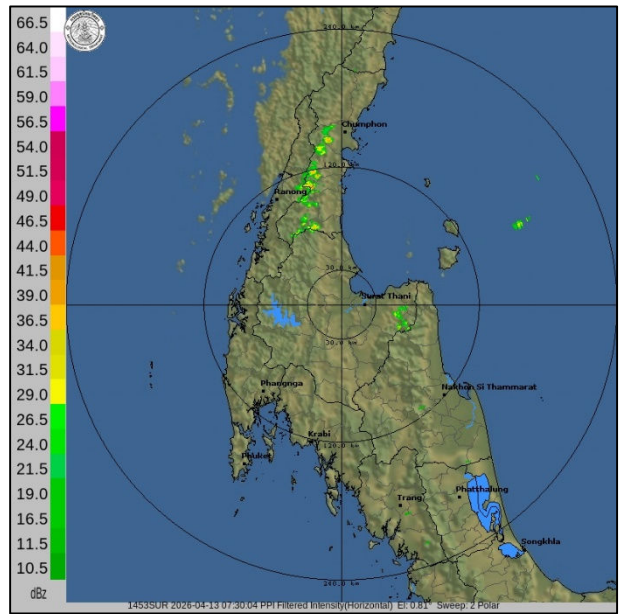 66.5
64.0
61.5
59.0
56.5
54.0
51.5
49.0
46.5
44.0
41.5
39.0
36.5
34.0
31.5
29.0
26.5
24.0
21.5
19.0
16.5
11.5
10.5
dBz
240.0 km
Chumphon
120.0 km
Ranong
30.0 km
Surat Thani
30.0 km
Phangnga
Nakhon Si Thammarat
Krabi
120.0 km
Phuket
Phatthalung
Trang
Songkhla
240.0 km
1453SUR 2026-04-13 07:30:04 PPI Filtered Intensity(Horizontal) El: 0.81° Sweep: 2 Polar